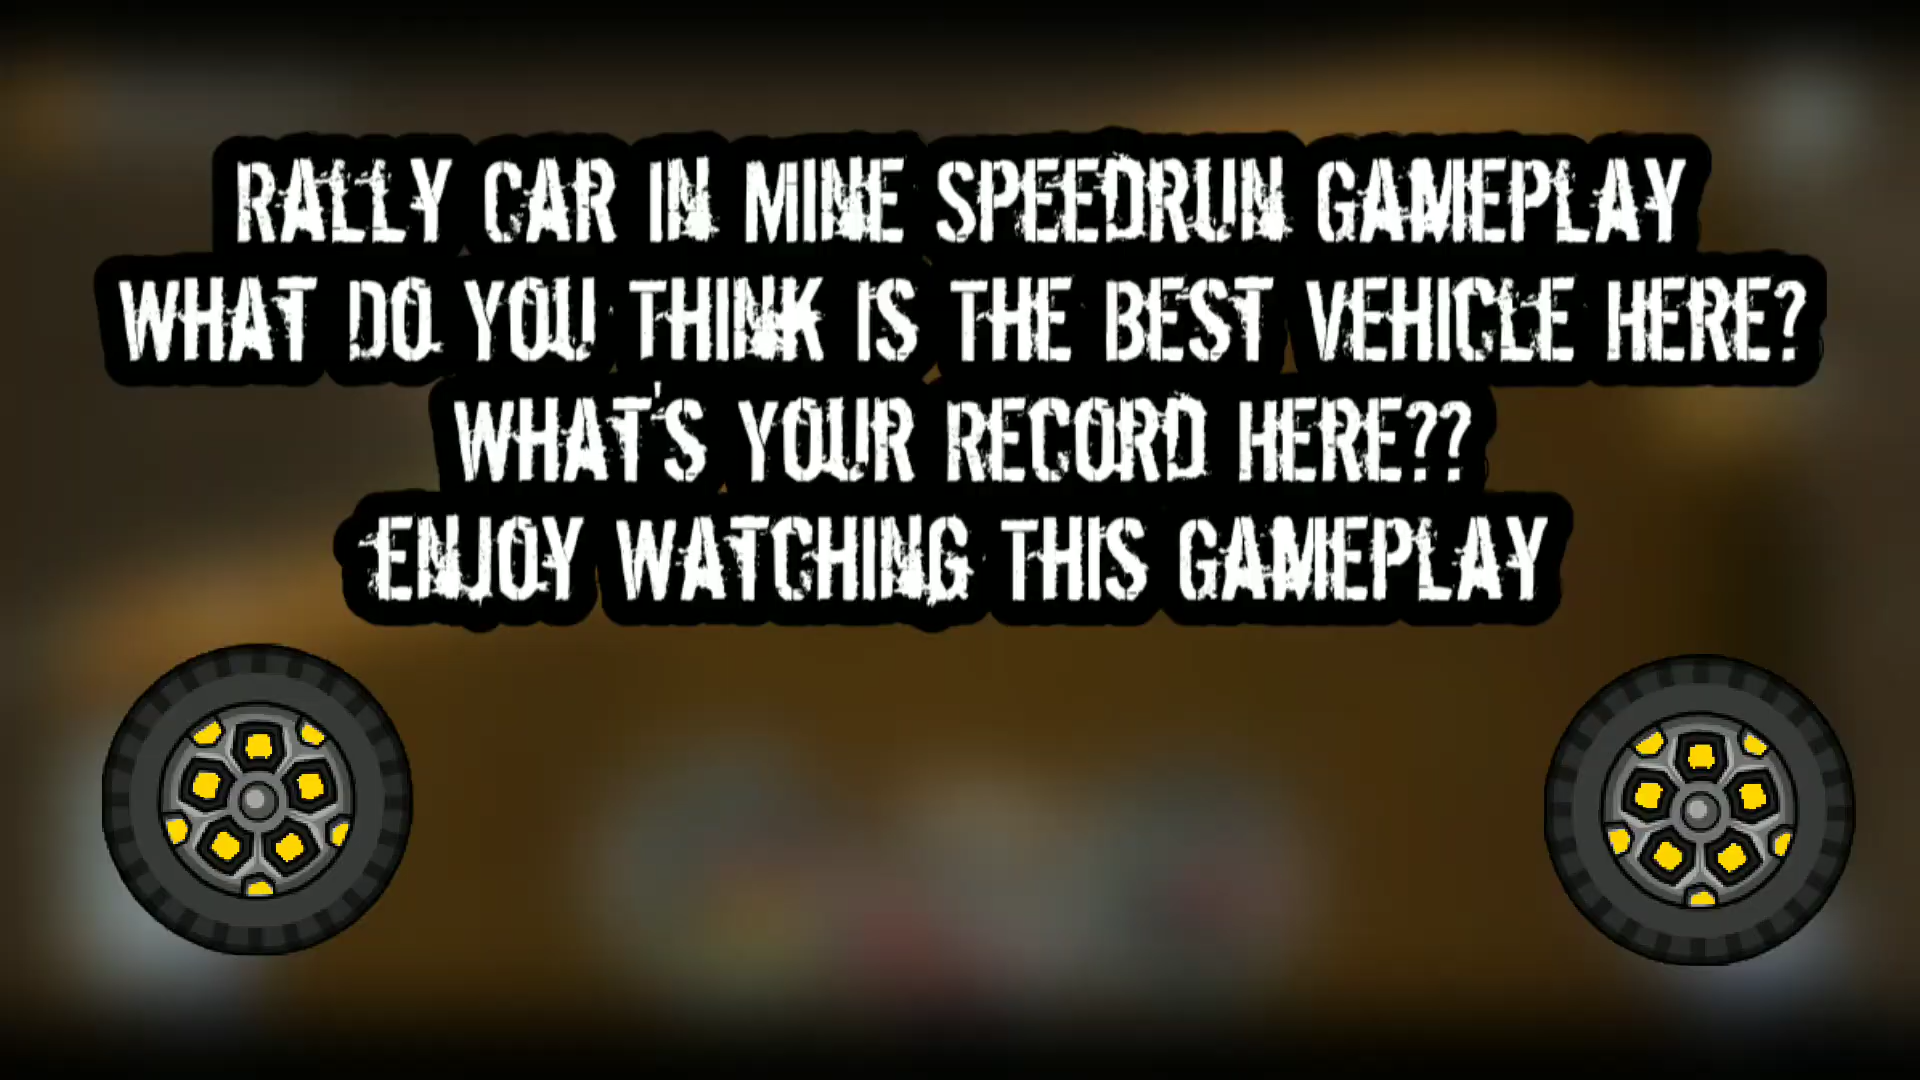 RALLY CAR IN MINE SPEEDRUN GAMEPLAY
WHAT DO YOU THINK IS THE BEST VEHICLE HERE?
WHAT'S YOUR RECORD HERE??
ENJOY WATCHING THIS GAMEPLAY